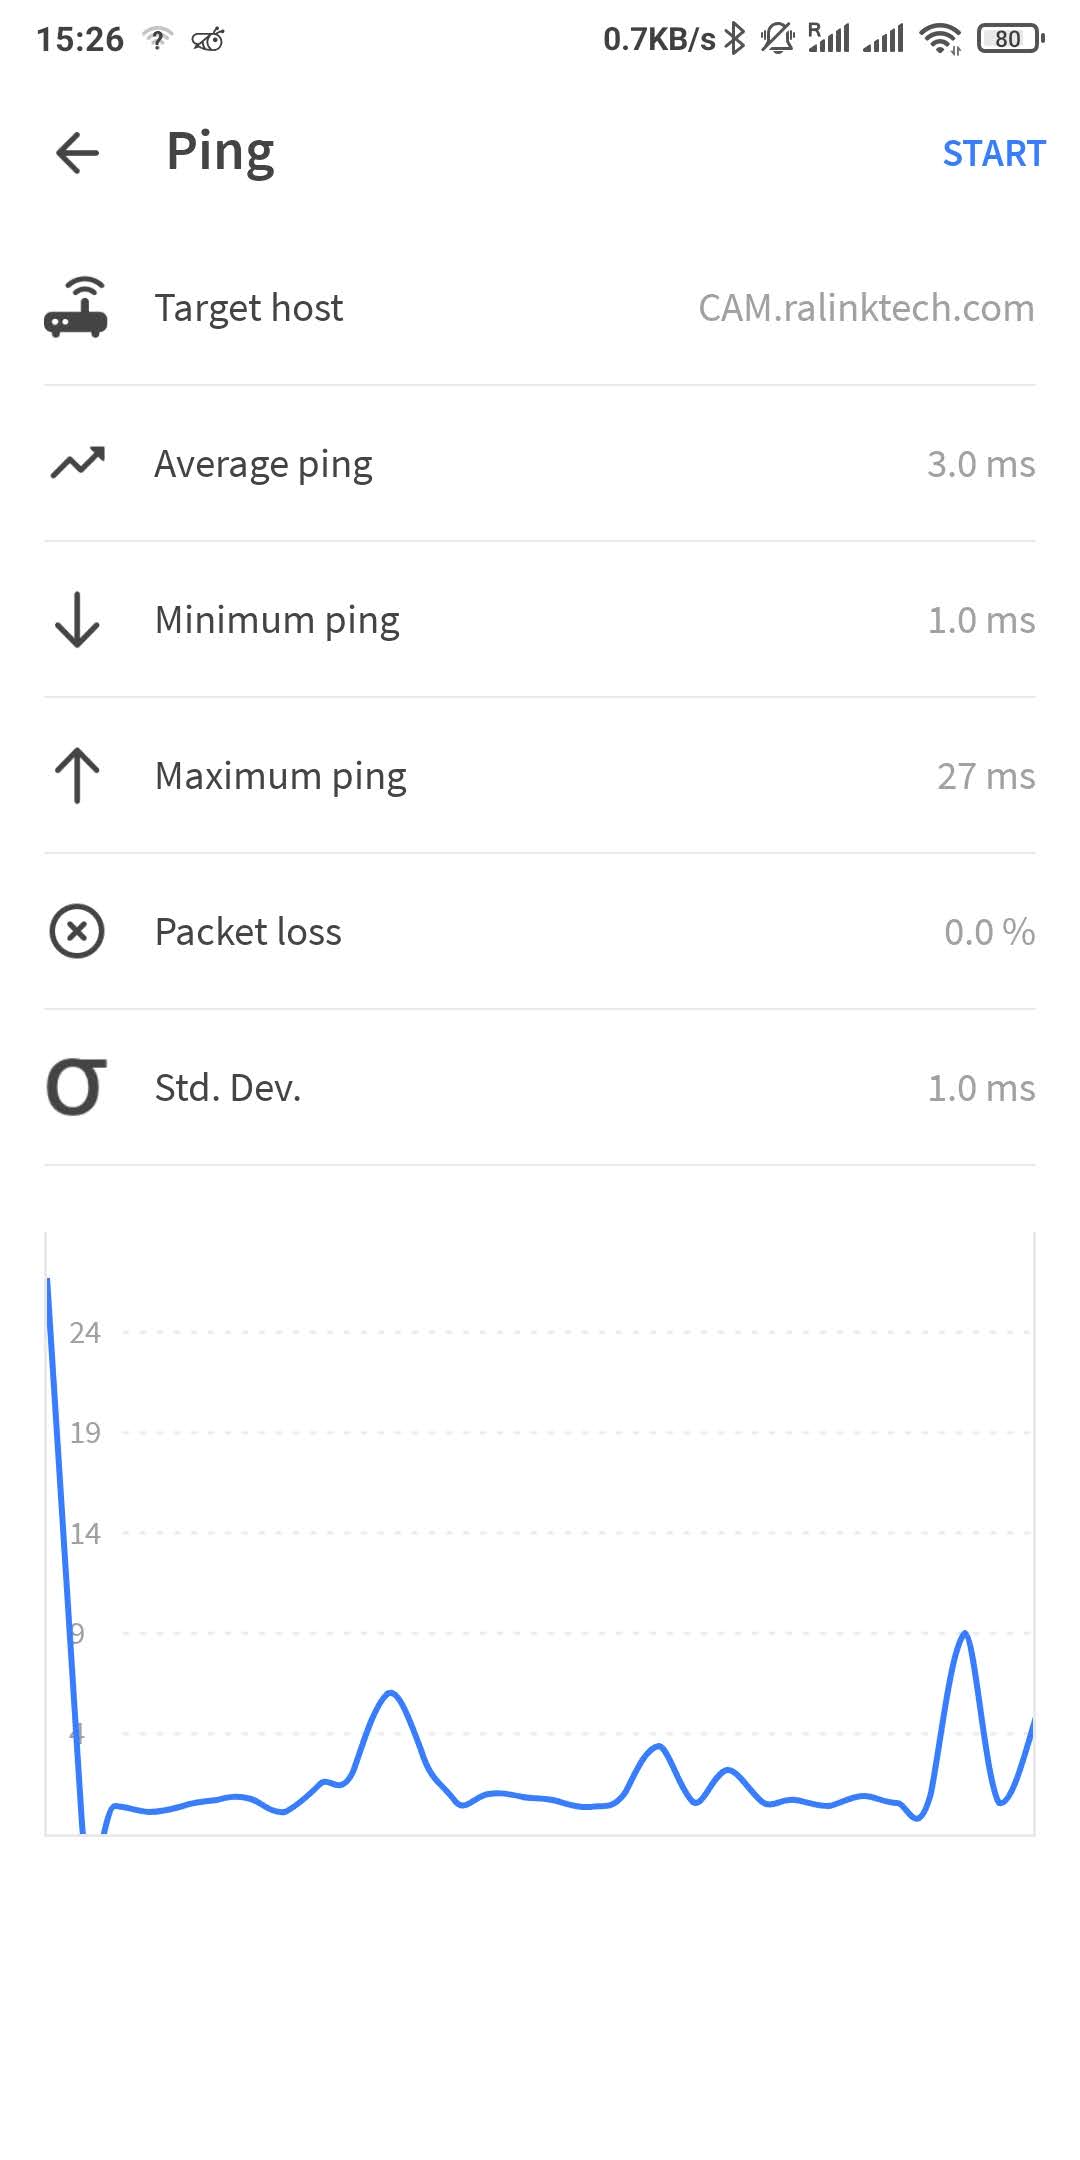 15:26 ? 0.7KB/s R 80
Ping START
Target host CAM.ralinktech.com
Average ping 3.0 ms
Minimum ping 1.0 ms
Maximum ping 27 ms
Packet loss 0.0 %
σ Std. Dev. 1.0 ms
24
19
14
9
4